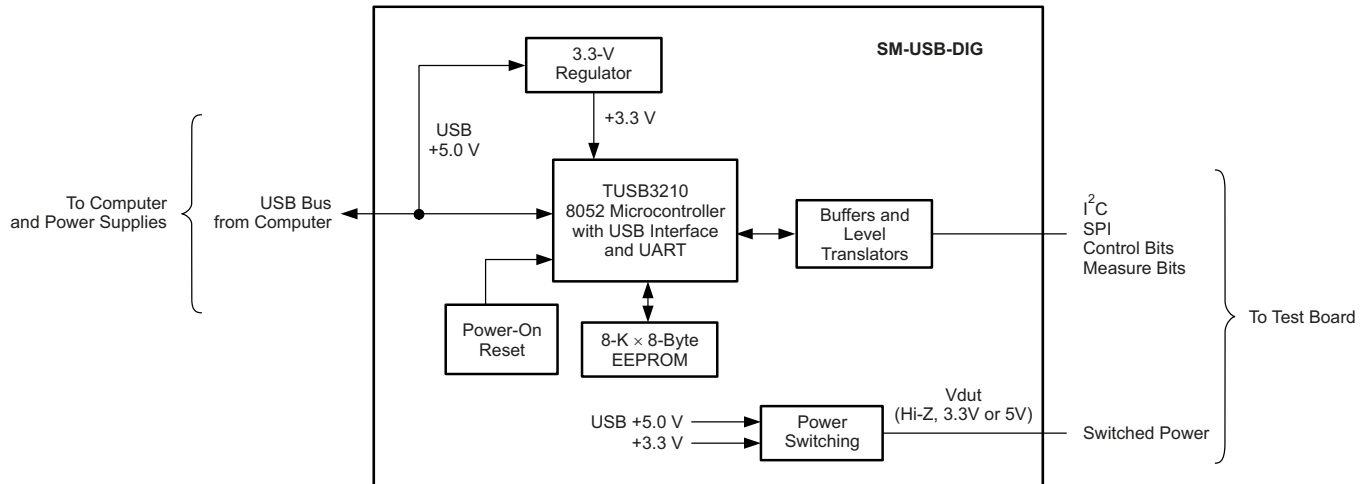 SM-USB-DIG
3.3-V
Regulator
+3.3 V
USB
+5.0 V
To Computer
and Power Supplies
USB Bus
from Computer
TUSB3210
8052 Microcontroller
with USB Interface
and UART
Buffers and
Level
Translators
I²C
SPI
Control Bits
Measure Bits
To Test Board
Power-On
Reset
8-K × 8-Byte
EEPROM
USB +5.0 V
+3.3 V
Power
Switching
Vdut
(Hi-Z, 3.3V or 5V)
Switched Power